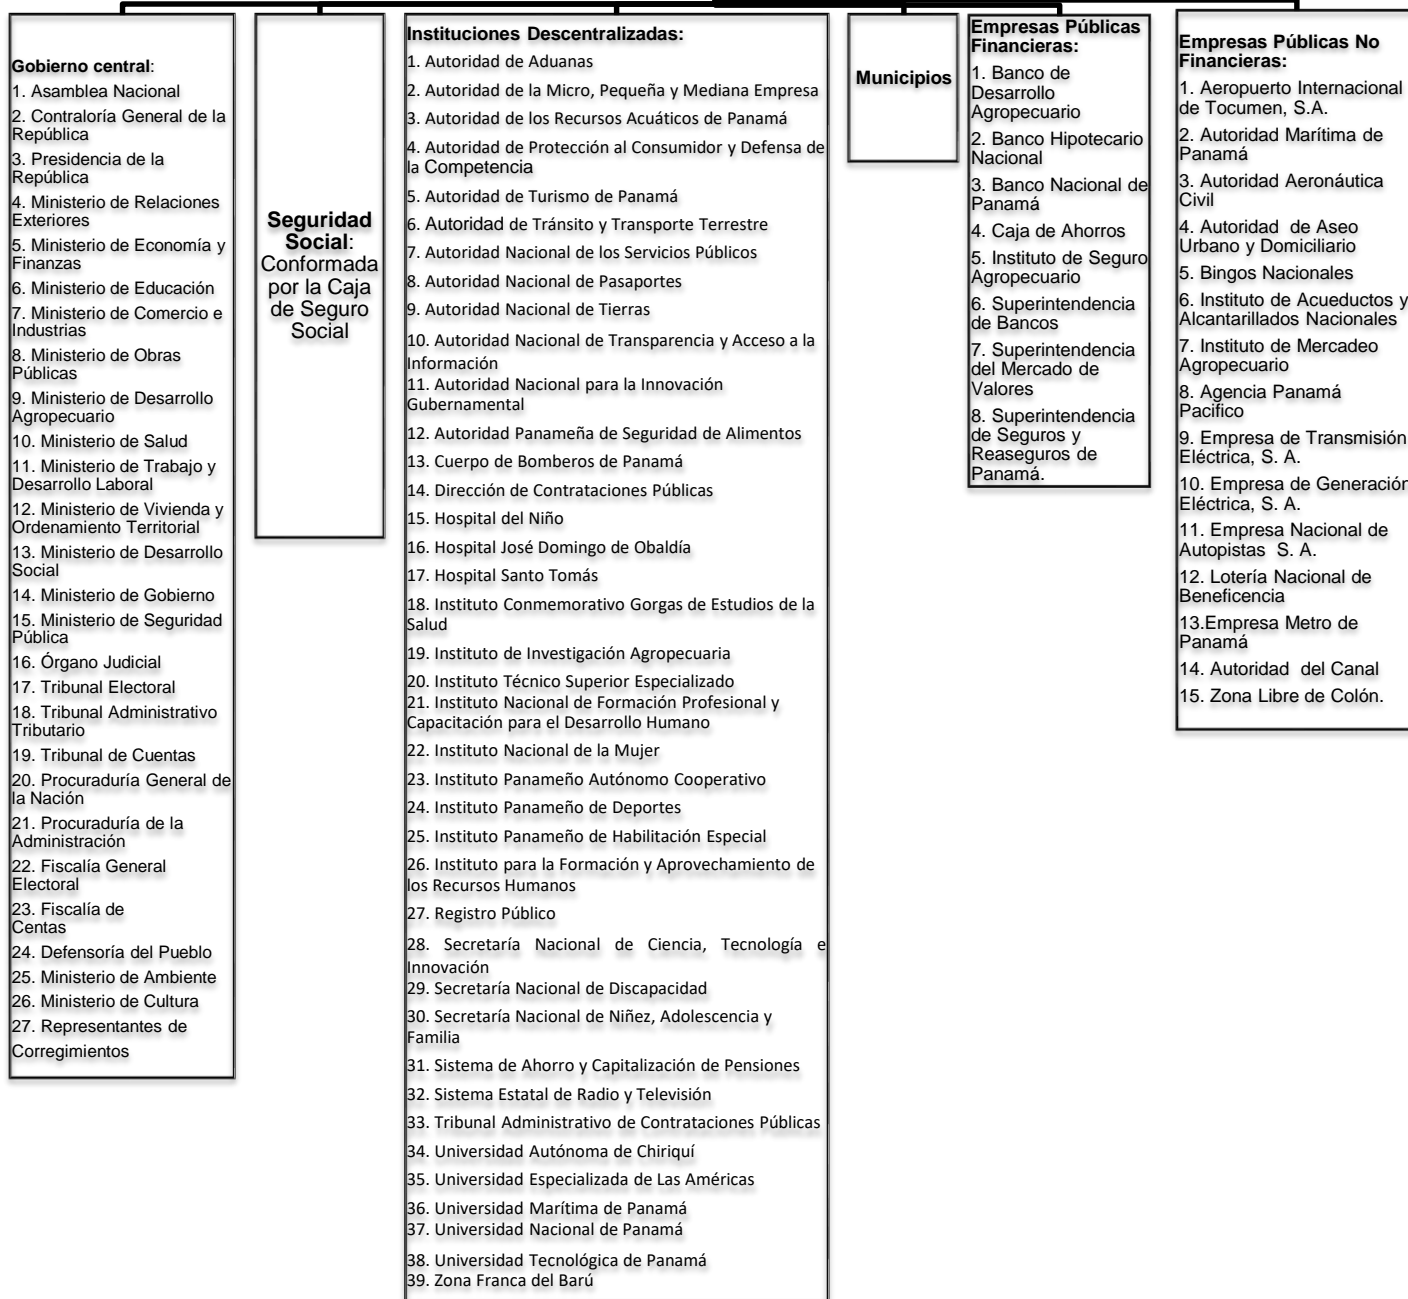 Gobierno central:
1. Asamblea Nacional
2. Contraloría General de la
República
3. Presidencia de la
República
4. Ministerio de Relaciones
Exteriores
5. Ministerio de Economía y
Finanzas
6. Ministerio de Educación
7. Ministerio de Comercio e
Industrias
8. Ministerio de Obras
Públicas
9. Ministerio de Desarrollo
Agropecuario
10. Ministerio de Salud
11. Ministerio de Trabajo y
Desarrollo Laboral
12. Ministerio de Vivienda y
Ordenamiento Territorial
13. Ministerio de Desarrollo
Social
14. Ministerio de Gobierno
15. Ministerio de Seguridad
Pública
16. Órgano Judicial
17. Tribunal Electoral
18. Tribunal Administrativo
Tributario
19. Tribunal de Cuentas
20. Procuraduría General de
la Nación
21. Procuraduría de la
Administración
22. Fiscalía General
Electoral
23. Fiscalía de
Centas
24. Defensoría del Pueblo
25. Ministerio de Ambiente
26. Ministerio de Cultura
27. Representantes de
Corregimientos
Seguridad
Social:
Conformada
por la Caja
de Seguro
Social
Instituciones Descentralizadas:
1. Autoridad de Aduanas
2. Autoridad de la Micro, Pequeña y Mediana Empresa
3. Autoridad de los Recursos Acuáticos de Panamá
4. Autoridad de Protección al Consumidor y Defensa de
la Competencia
5. Autoridad de Turismo de Panamá
6. Autoridad de Tránsito y Transporte Terrestre
7. Autoridad Nacional de los Servicios Públicos
8. Autoridad Nacional de Pasaportes
9. Autoridad Nacional de Tierras
10. Autoridad Nacional de Transparencia y Acceso a la
Información
11. Autoridad Nacional para la Innovación
Gubernamental
12. Autoridad Panameña de Seguridad de Alimentos
13. Cuerpo de Bomberos de Panamá
14. Dirección de Contrataciones Públicas
15. Hospital del Niño
16. Hospital José Domingo de Obaldía
17. Hospital Santo Tomás
18. Instituto Conmemorativo Gorgas de Estudios de la
Salud
19. Instituto de Investigación Agropecuaria
20. Instituto Técnico Superior Especializado
21. Instituto Nacional de Formación Profesional y
Capacitación para el Desarrollo Humano
22. Instituto Nacional de la Mujer
23. Instituto Panameño Autónomo Cooperativo
24. Instituto Panameño de Deportes
25. Instituto Panameño de Habilitación Especial
26. Instituto para la Formación y Aprovechamiento de
los Recursos Humanos
27. Registro Público
28. Secretaría Nacional de Ciencia, Tecnología e
Innovación
29. Secretaría Nacional de Discapacidad
30. Secretaría Nacional de Niñez, Adolescencia y
Familia
31. Sistema de Ahorro y Capitalización de Pensiones
32. Sistema Estatal de Radio y Televisión
33. Tribunal Administrativo de Contrataciones Públicas
34. Universidad Autónoma de Chiriquí
35. Universidad Especializada de Las Américas
36. Universidad Marítima de Panamá
37. Universidad Nacional de Panamá
38. Universidad Tecnológica de Panamá
39. Zona Franca del Barú
Municipios
Empresas Públicas
Financieras:
1. Banco de
Desarrollo
Agropecuario
2. Banco Hipotecario
Nacional
3. Banco Nacional de
Panamá
4. Caja de Ahorros
5. Instituto de Seguro
Agropecuario
6. Superintendencia
de Bancos
7. Superintendencia
del Mercado de
Valores
8. Superintendencia
de Seguros y
Reaseguros de
Panamá.
Empresas Públicas No
Financieras:
1. Aeropuerto Internacional
de Tocumen, S.A.
2. Autoridad Marítima de
Panamá
3. Autoridad Aeronáutica
Civil
4. Autoridad de Aseo
Urbano y Domiciliario
5. Bingos Nacionales
6. Instituto de Acueductos y
Alcantarillados Nacionales
7. Instituto de Mercadeo
Agropecuario
8. Agencia Panamá
Pacifico
9. Empresa de Transmisión
Eléctrica, S. A.
10. Empresa de Generación
Eléctrica, S. A.
11. Empresa Nacional de
Autopistas S. A.
12. Lotería Nacional de
Beneficencia
13.Empresa Metro de
Panamá
14. Autoridad del Canal
15. Zona Libre de Colón.